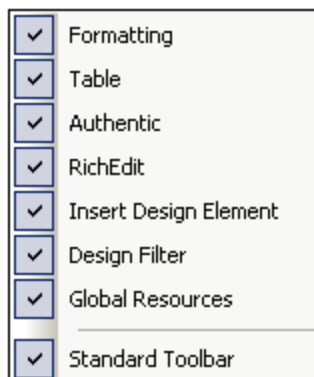 Formatting
Table
Authentic
RichEdit
Insert Design Element
Design Filter
Global Resources
Standard Toolbar